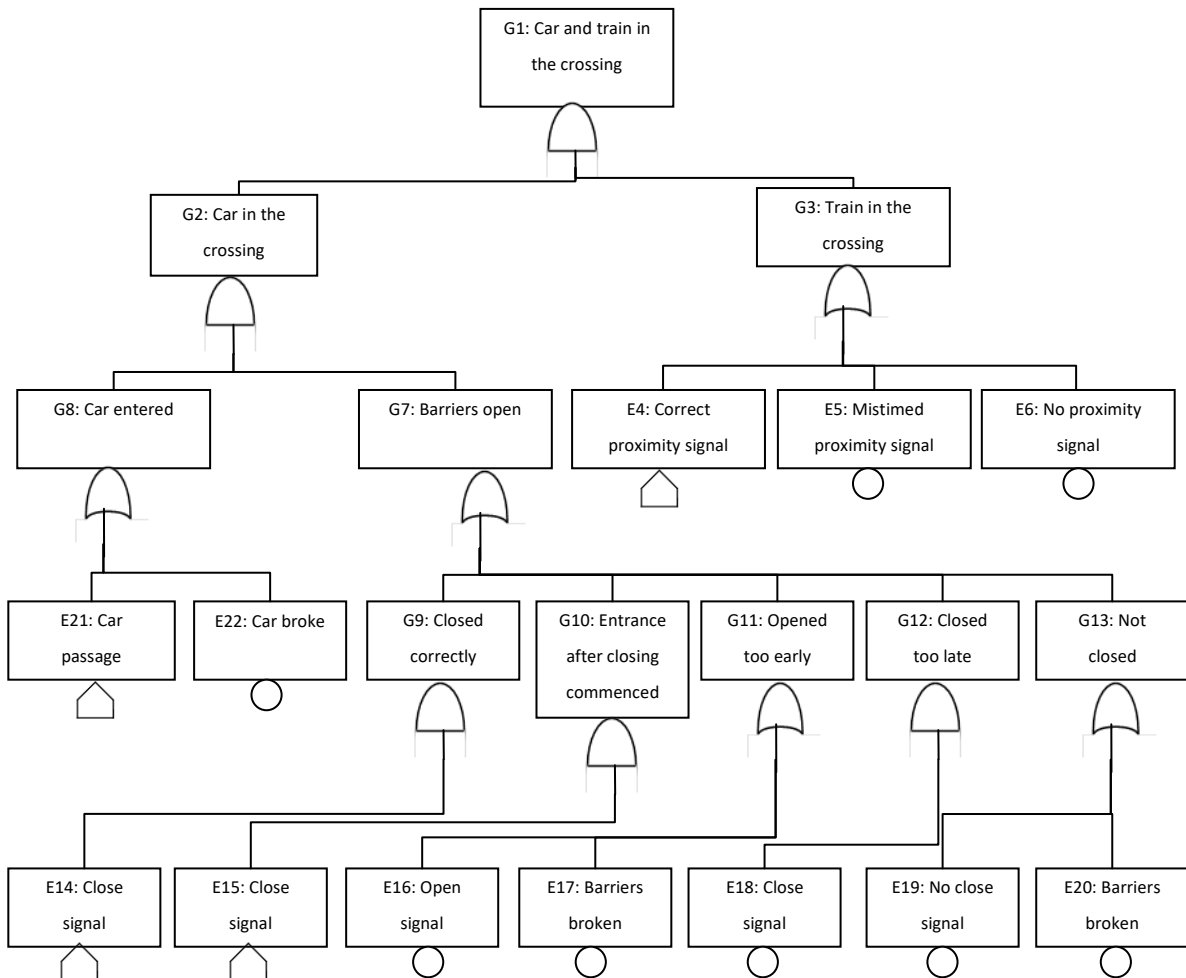 G1: Car and train in
the crossing
G2: Car in the
crossing
G3: Train in the
crossing
G8: Car entered
G7: Barriers open
E4: Correct
proximity signal
E5: Mistimed
proximity signal
E6: No proximity
signal
E21: Car
passage
E22: Car broke
G9: Closed
correctly
G10: Entrance
after closing
commenced
G11: Opened
too early
G12: Closed
too late
G13: Not
closed
E14: Close
signal
E15: Close
signal
E16: Open
signal
E17: Barriers
broken
E18: Close
signal
E19: No close
signal
E20: Barriers
broken